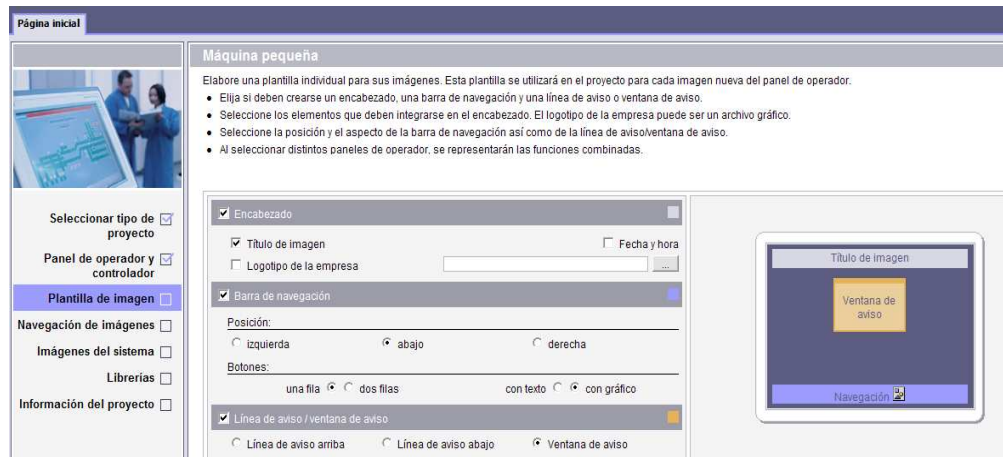 Página inicial
Máquina pequeña
Elabore una plantilla individual para sus imágenes. Esta plantilla se utilizará en el proyecto para cada imagen nueva del panel de operador.
Elija si deben crearse un encabezado, una barra de navegación y una línea de aviso o ventana de aviso.
Seleccione los elementos que deben integrarse en el encabezado. El logotipo de la empresa puede ser un archivo gráfico.
Seleccione la posición y el aspecto de la barra de navegación así como de la línea de aviso/ventana de aviso.
Al seleccionar distintos paneles de operador, se representarán las funciones combinadas.
Seleccionar tipo de
proyecto
Panel de operador y
controlador
Plantilla de imagen
Navegación de imágenes
Imágenes del sistema
Librerías
Información del proyecto
Encabezado
Título de imagen
Fecha y hora
Logotipo de la empresa
...
Barra de navegación
Posición:
izquierda
abajo
derecha
Botones:
una fila
dos filas
con texto
con gráfico
Línea de aviso / ventana de aviso
Línea de aviso arriba
Línea de aviso abajo
Ventana de aviso
Título de imagen
Ventana de
aviso
Navegación